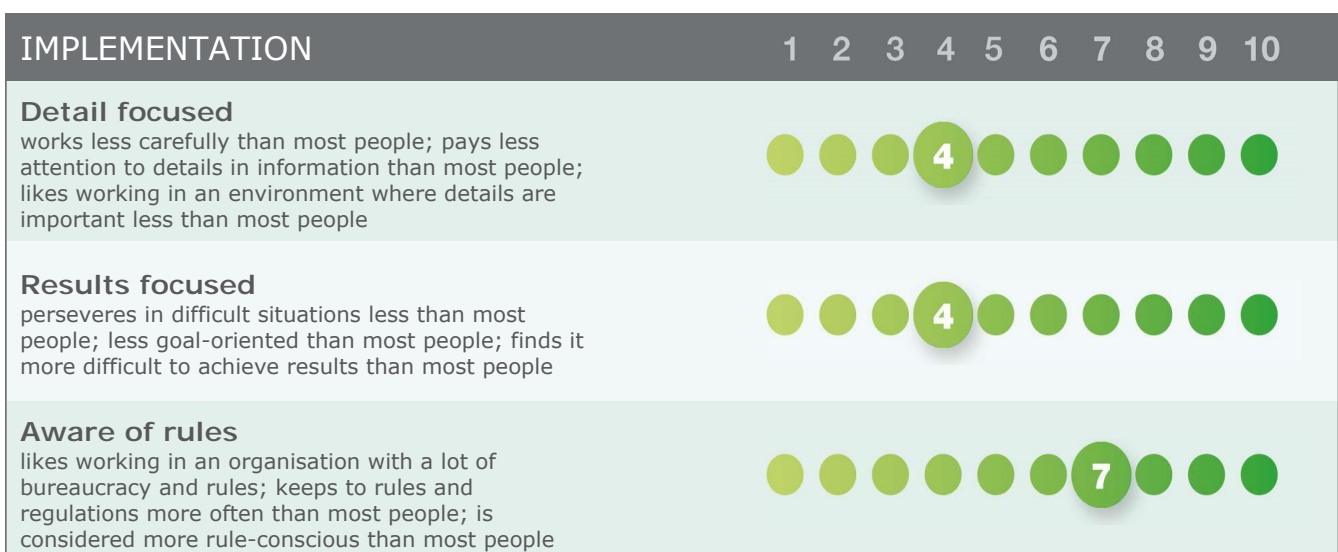 IMPLEMENTATION 1 2 3 4 5 6 7 8 9 10
Detail focused
works less carefully than most people; pays less
attention to details in information than most people;
likes working in an environment where details are
important less than most people
4
Results focused
perseveres in difficult situations less than most
people; less goal-oriented than most people; finds it
more difficult to achieve results than most people
4
Aware of rules
likes working in an organisation with a lot of
bureaucracy and rules; keeps to rules and
regulations more often than most people; is
considered more rule-conscious than most people
7